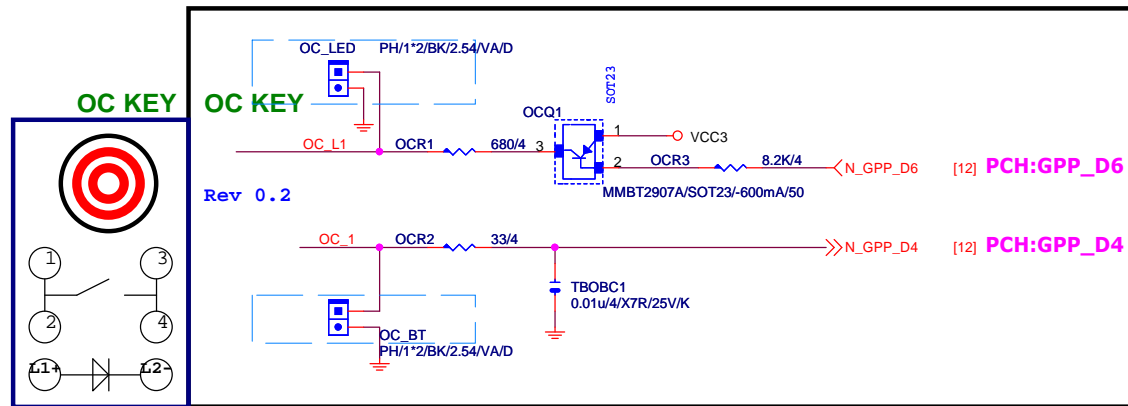 OC_LED PH/1*2/BK/2.54/VA/D
SOT23
OC KEY OC KEY
OCQ1
1 VCC3
OC_L1 OCR1 680/4 3
2 OCR3 8.2K/4 N_GPP_D6 [12] PCH:GPP_D6
Rev 0.2
MMBT2907A/SOT23/-600mA/50
OC_1 OCR2 33/4 N_GPP_D4 [12] PCH:GPP_D4
1 3
TBOBC1
0.01u/4/X7R/25V/K
2 4
OC_BT
PH/1*2/BK/2.54/VA/D
L1+ L2-